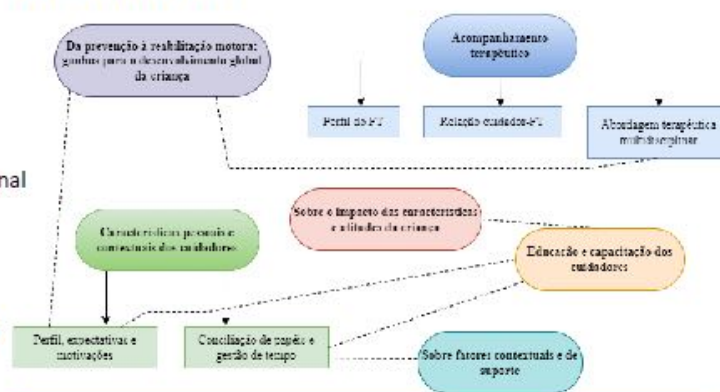 Da prevenção à reabilitação motora:
ganhos para o desenvolvimento global
da criança
Acompanhamento
terapêutico
Perfil do FT
Relação cuidador-FT
Abordagem terapêutica
multidisciplinar
nal
Sobre o impacto das características
e atitudes da criança
Características pessoais e
contextuais dos cuidadores
Educação e capacitação dos
cuidadores
Perfil, expectativas e
motivações
Conciliação de papéis e
gestão de tempo
Sobre fatores contextuais e de
suporte